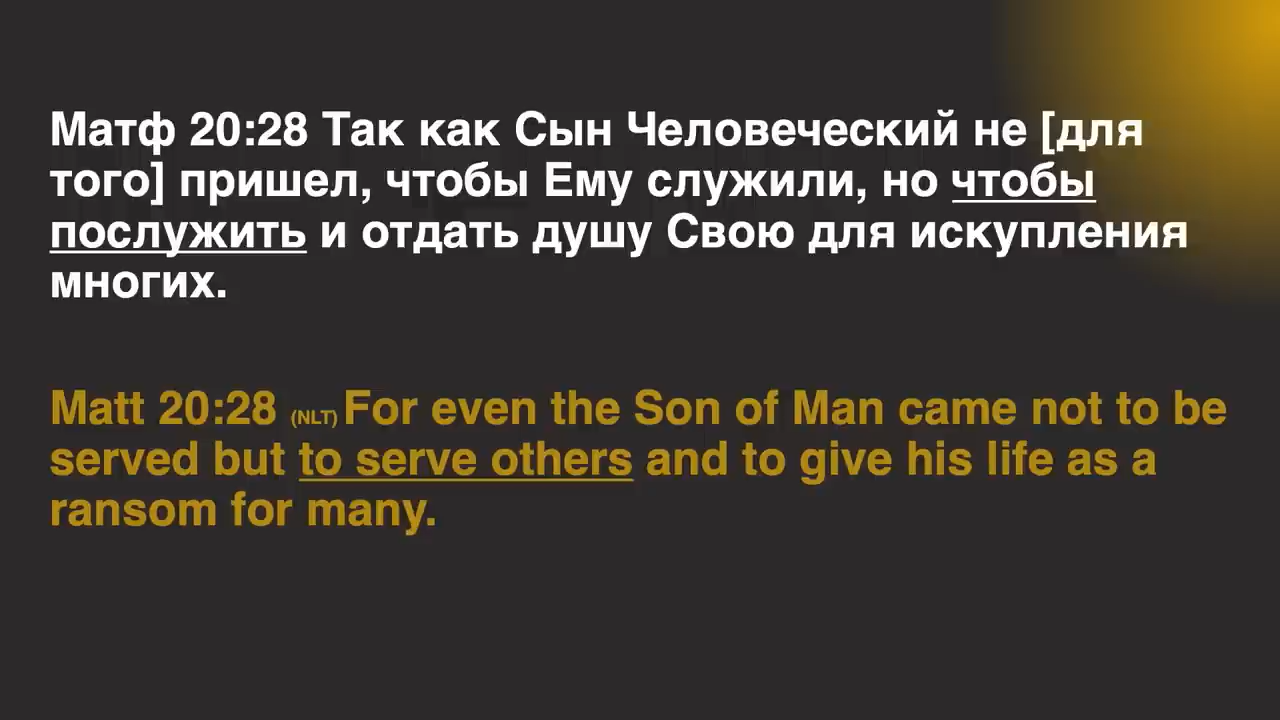 Матф 20:28 Так как Сын Человеческий не [для
того] пришел, чтобы Ему служили, но чтобы
послужить и отдать душу Свою для искупления
многих.
Matt 20:28 (NLT) For even the Son of Man came not to be
served but to serve others and to give his life as a
ransom for many.